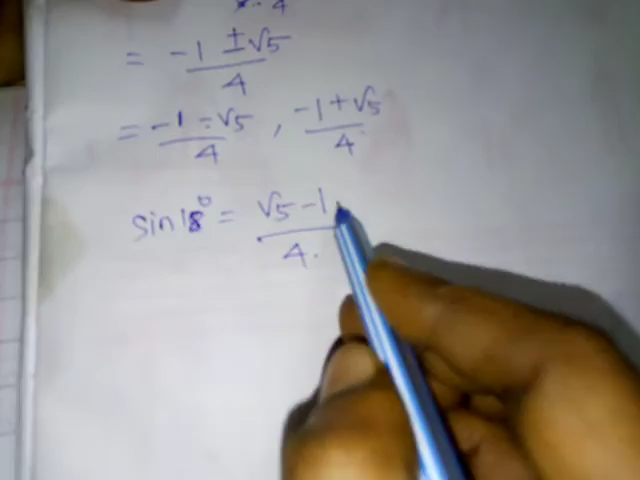 = -1 ± √5 / 4
= -1 - √5 / 4 , -1 + √5 / 4
sin 18° = √5 - 1 / 4